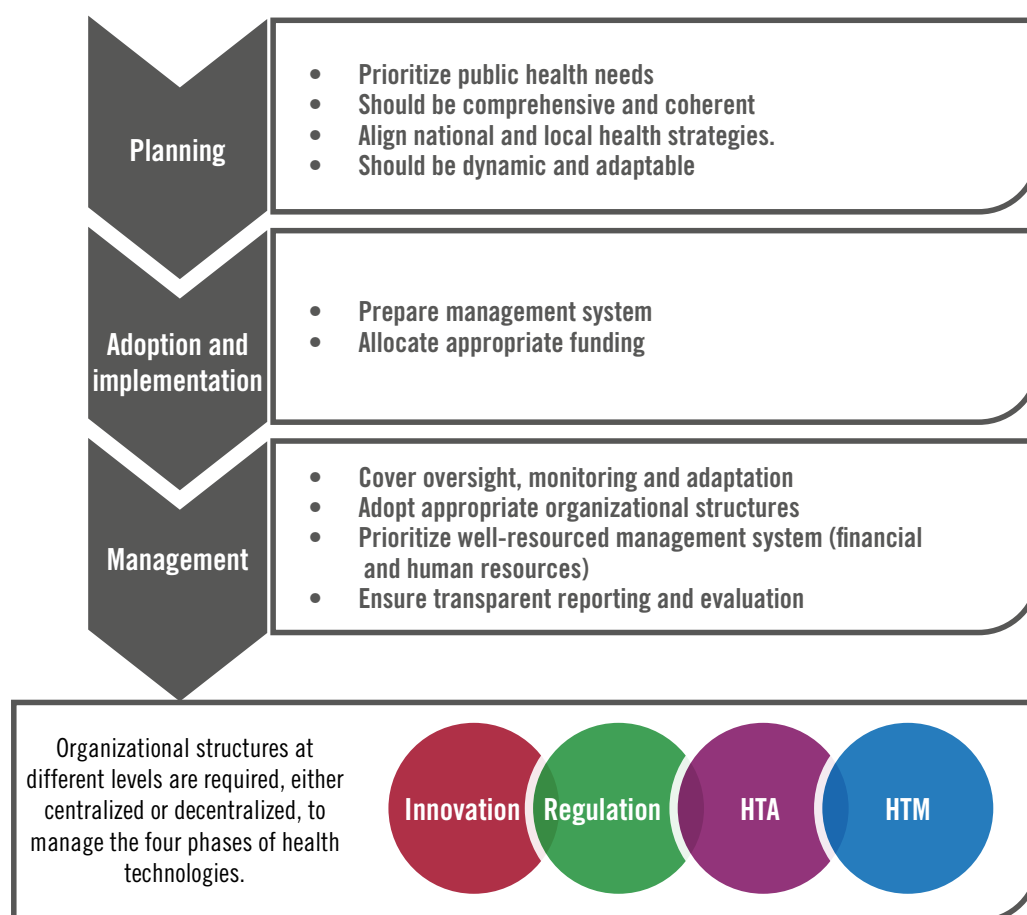 Planning
• Prioritize public health needs
• Should be comprehensive and coherent
• Align national and local health strategies.
• Should be dynamic and adaptable
Adoption and
implementation
• Prepare management system
• Allocate appropriate funding
Management
• Cover oversight, monitoring and adaptation
• Adopt appropriate organizational structures
• Prioritize well-resourced management system (financial
and human resources)
• Ensure transparent reporting and evaluation
Organizational structures at
different levels are required, either
centralized or decentralized, to
manage the four phases of health
technologies.
Innovation
Regulation
HTA
HTM